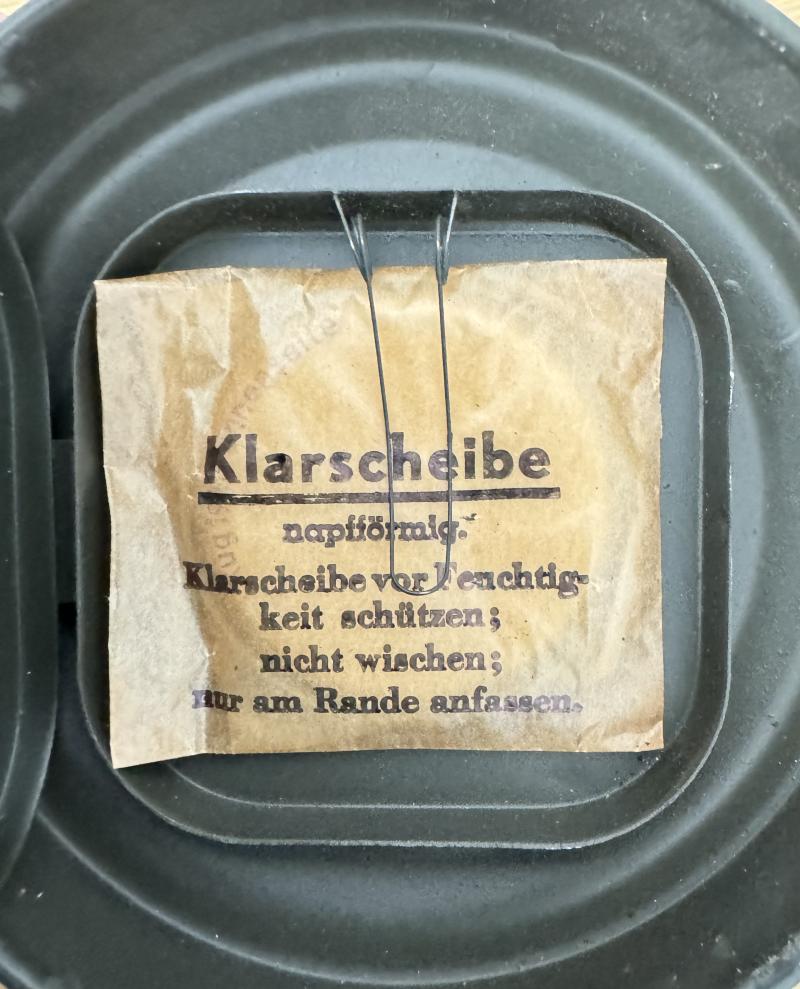 Klarscheibe
napfförmig.
Klarscheibe vor Feuchtig-
keit schützen;
nicht wischen;
nur am Rande anfassen.